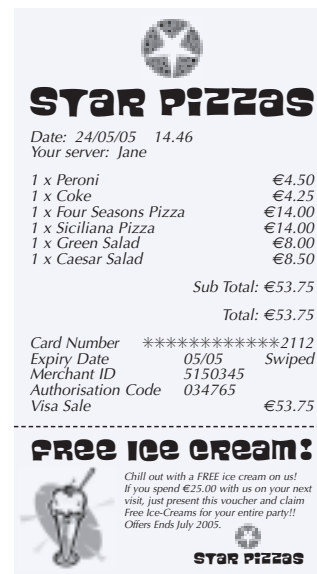 STAR PIZZAS
Date: 24/05/05 14.46
Your server: Jane
1 x Peroni €4.50
1 x Coke €4.25
1 x Four Seasons Pizza €14.00
1 x Siciliana Pizza €14.00
1 x Green Salad €8.00
1 x Caesar Salad €8.50
Sub Total: €53.75
Total: €53.75
Card Number ************2112
Expiry Date 05/05 Swiped
Merchant ID 5150345
Authorisation Code 034765
Visa Sale €53.75
FREE ICE CREAM!
Chill out with a FREE ice cream on us!
If you spend €25.00 with us on your next
visit, just present this voucher and claim
Free Ice-Creams for your entire party!!
Offers Ends July 2005.
STAR PIZZAS